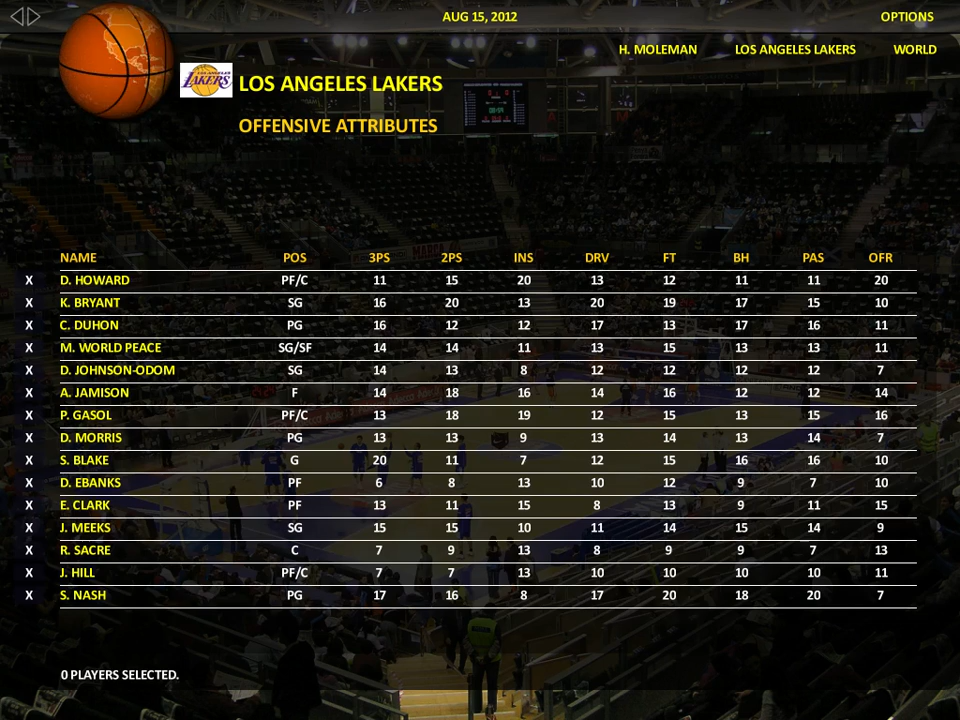 AUG 15, 2012 OPTIONS
H. MOLEMAN LOS ANGELES LAKERS WORLD
LOS ANGELES LAKERS LOS ANGELES LAKERS
OFFENSIVE ATTRIBUTES
NAME POS 3PS 2PS INS DRV FT BH PAS OFR
X D. HOWARD PF/C 11 15 20 13 12 11 11 20
X K. BRYANT SG 16 20 13 20 19 17 15 10
X C. DUHON PG 16 12 12 17 13 17 16 11
X M. WORLD PEACE SG/SF 14 14 11 13 15 13 13 11
X D. JOHNSON-ODOM SG 14 13 8 12 12 12 12 7
X A. JAMISON F 14 18 16 14 16 12 12 14
X P. GASOL PF/C 13 18 19 12 15 13 15 16
X D. MORRIS PG 13 13 9 13 14 13 14 7
X S. BLAKE G 20 11 7 12 15 16 16 10
X D. EBANKS PF 6 8 13 10 12 9 7 10
X E. CLARK PF 13 11 15 8 13 9 11 15
X J. MEEKS SG 15 15 10 11 14 15 14 9
X R. SACRE C 7 9 13 8 9 9 7 13
X J. HILL PF/C 7 7 13 10 10 10 10 11
X S. NASH PG 17 16 8 17 20 18 20 7
0 PLAYERS SELECTED.